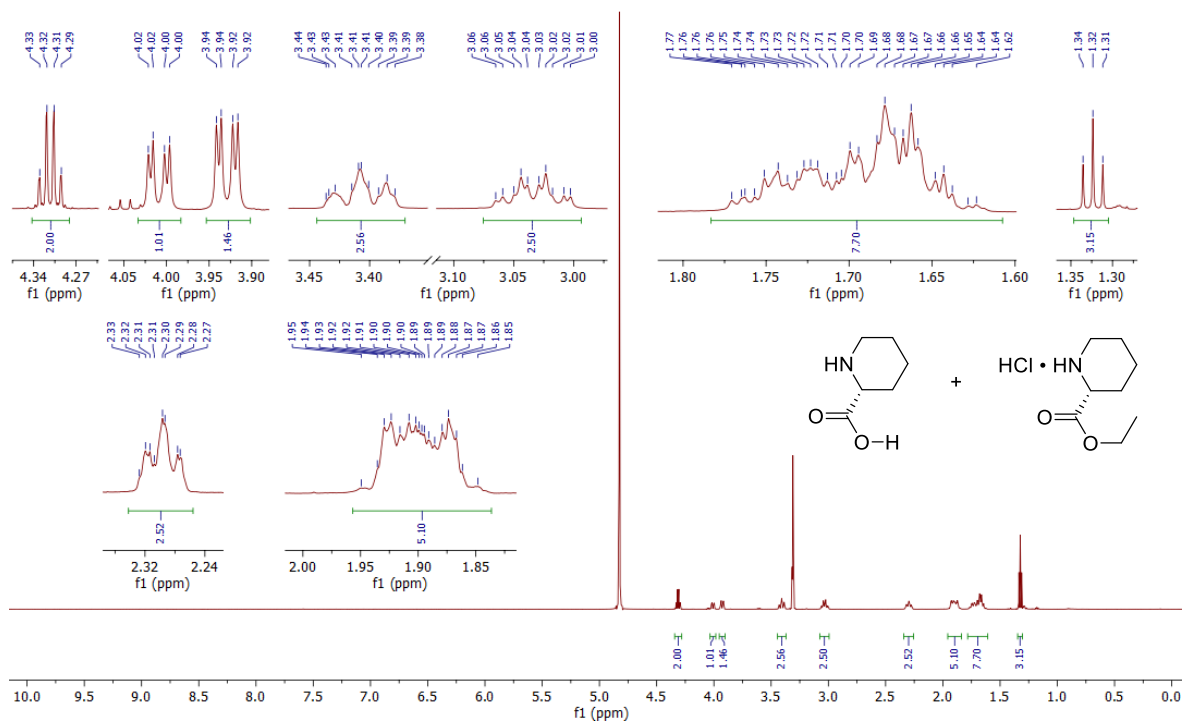 4.33 4.32 4.31 4.29
4.02 4.02 4.00 4.00
3.94 3.94 3.92 3.92
3.44 3.43 3.43 3.41 3.41 3.41 3.40 3.39 3.39 3.38
3.06 3.06 3.05 3.04 3.04 3.03 3.02 3.02 3.01 3.00
1.77 1.76 1.76 1.76 1.75 1.74 1.74 1.73 1.73 1.72 1.72 1.71 1.71 1.70 1.70 1.69 1.68 1.68 1.67 1.67 1.66 1.66 1.65 1.64 1.64 1.62
1.34 1.32 1.31
2.00
1.01
1.46
2.56
2.50
7.70
3.15
4.34 4.27
f1 (ppm)
4.05 4.00 3.95 3.90
f1 (ppm)
3.45 3.40 3.10 3.05 3.00
f1 (ppm)
1.80 1.75 1.70 1.65 1.60
f1 (ppm)
1.35 1.30
f1 (ppm)
2.33 2.32 2.31 2.31 2.30 2.29 2.28 2.27
1.95 1.94 1.93 1.92 1.92 1.91 1.90 1.90 1.90 1.89 1.89 1.89 1.88 1.87 1.87 1.86 1.85
2.52
5.10
2.32 2.24
f1 (ppm)
2.00 1.95 1.90 1.85
f1 (ppm)
HN
O
O-H
+
HCl • HN
O
O
2.00 1.01 1.46 2.56 2.50 2.52 5.10 7.70 3.15
10.0 9.5 9.0 8.5 8.0 7.5 7.0 6.5 6.0 5.5 5.0 4.5 4.0 3.5 3.0 2.5 2.0 1.5 1.0 0.5 0.0
f1 (ppm)